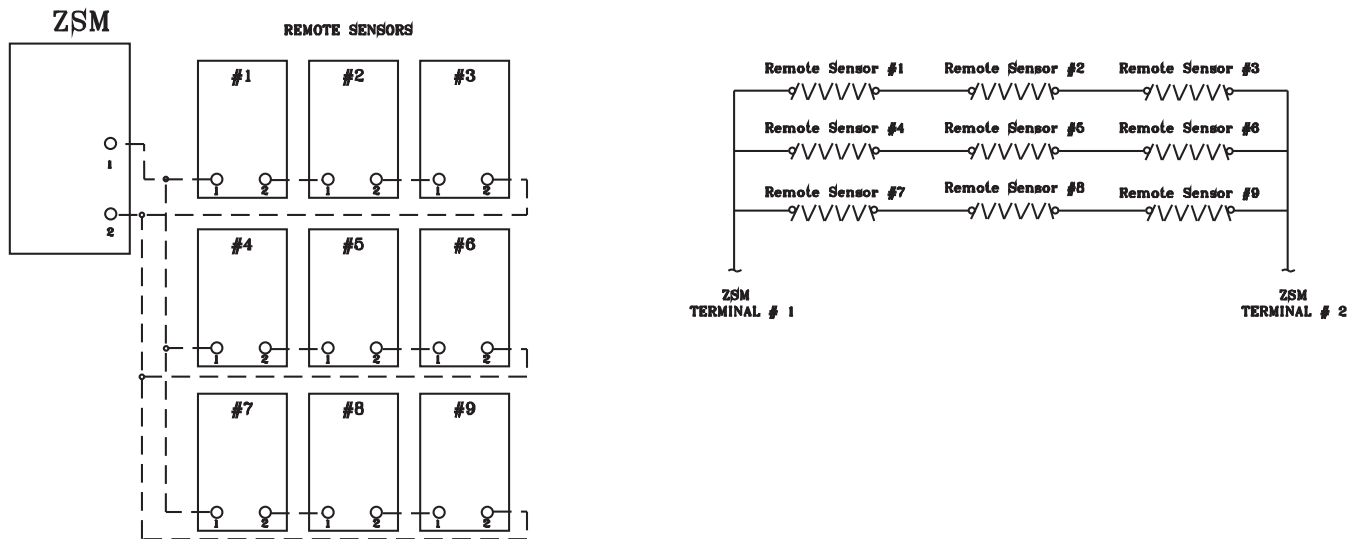 ZSM
REMOTE SENSORS
#1 #2 #3
1
1 2 1 2 1 2
2
#4 #5 #6
1 2 1 2 1 2
#7 #8 #9
1 2 1 2 1 2
Remote Sensor #1 Remote Sensor #2 Remote Sensor #3
Remote Sensor #4 Remote Sensor #5 Remote Sensor #6
Remote Sensor #7 Remote Sensor #8 Remote Sensor #9
ZSM
TERMINAL # 1
ZSM
TERMINAL # 2